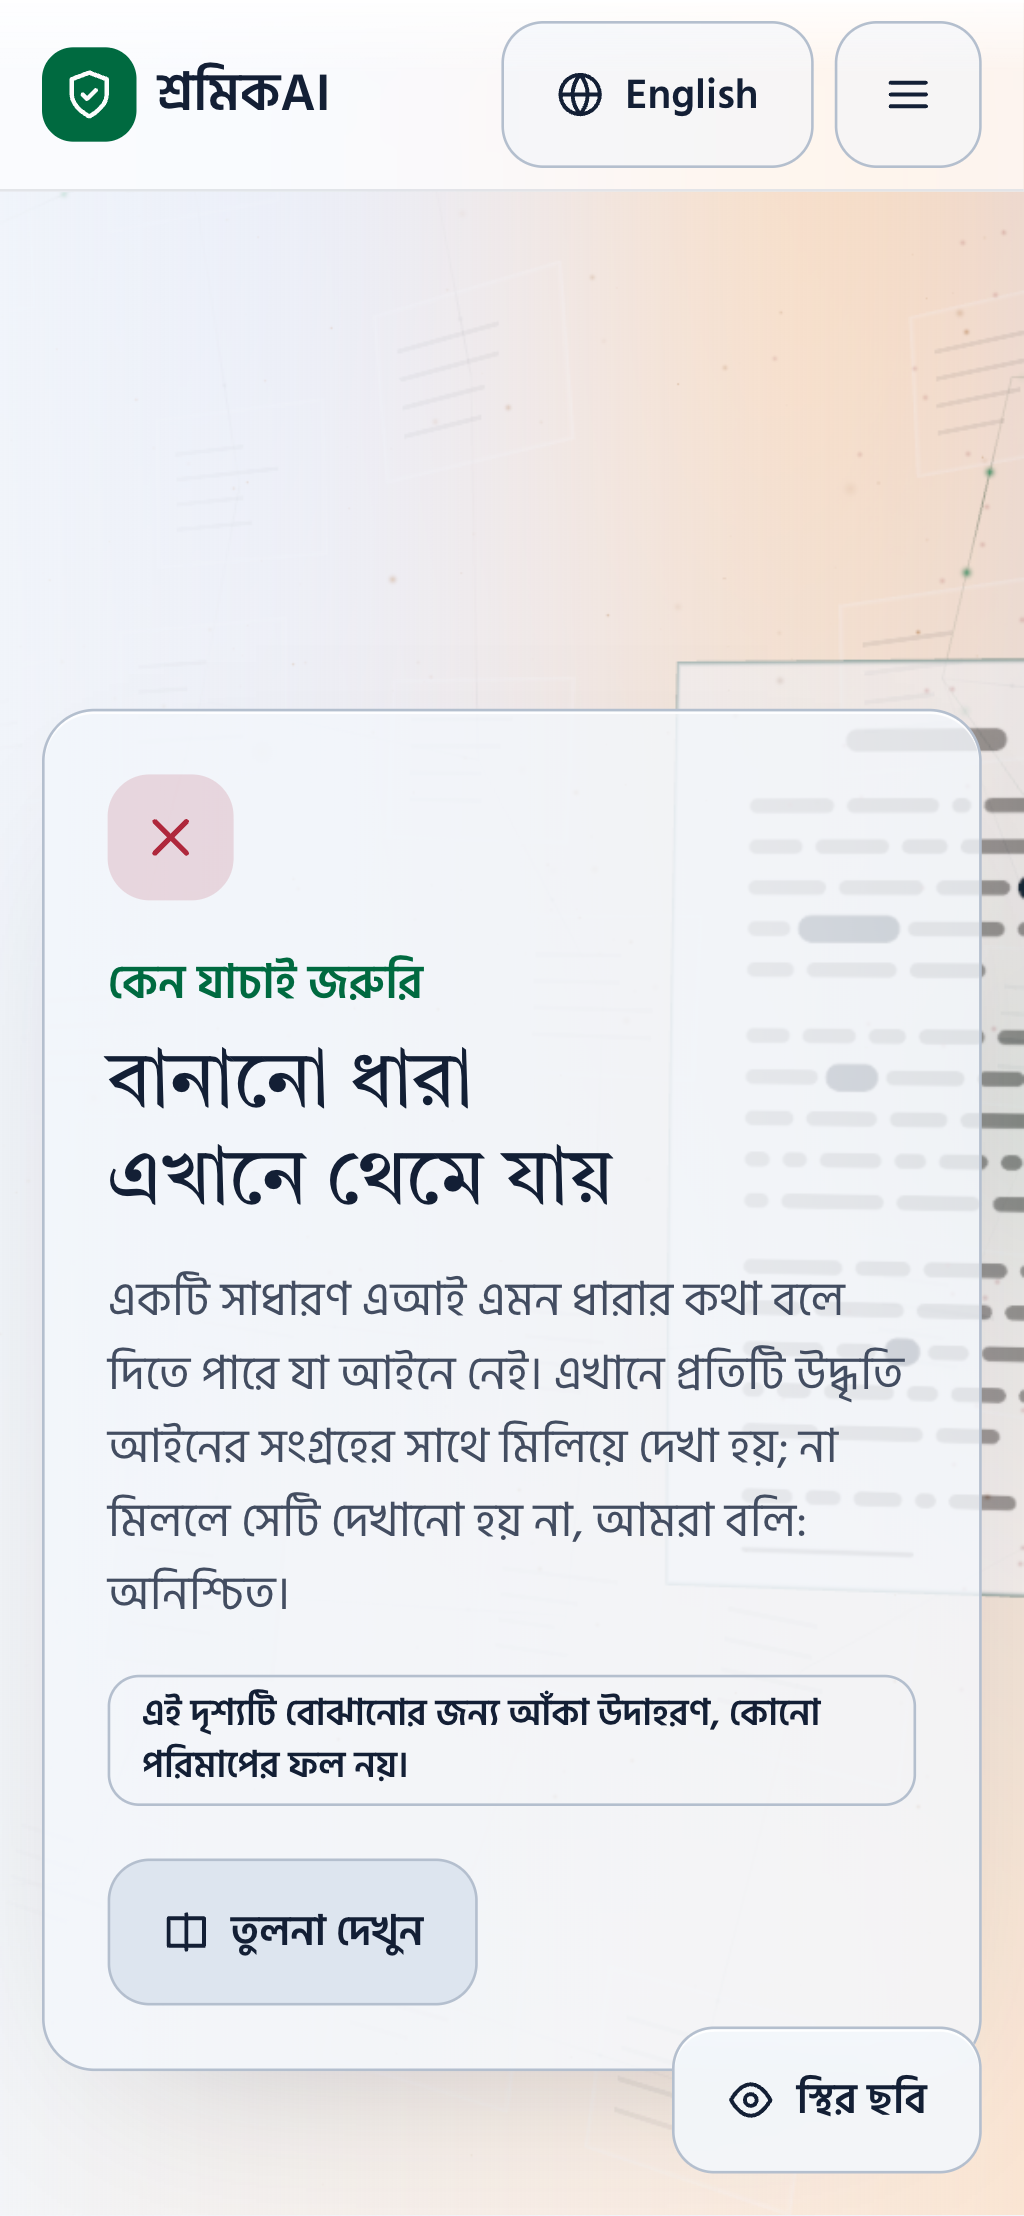 শ্রমিকAI
English
কেন যাচাই জরুরি
বানানো ধারা
এখানে থেমে যায়
একটি সাধারণ এআই এমন ধারার কথা বলে
দিতে পারে যা আইনে নেই। এখানে প্রতিটি উদ্ধৃতি
আইনের সংগ্রহের সাথে মিলিয়ে দেখা হয়; না
মিললে সেটি দেখানো হয় না, আমরা বলি:
অনিশ্চিত।
এই দৃশ্যটি বোঝানোর জন্য আঁকা উদাহরণ, কোনো
পরিমাপের ফল নয়।
তুলনা দেখুন
স্থির ছবি